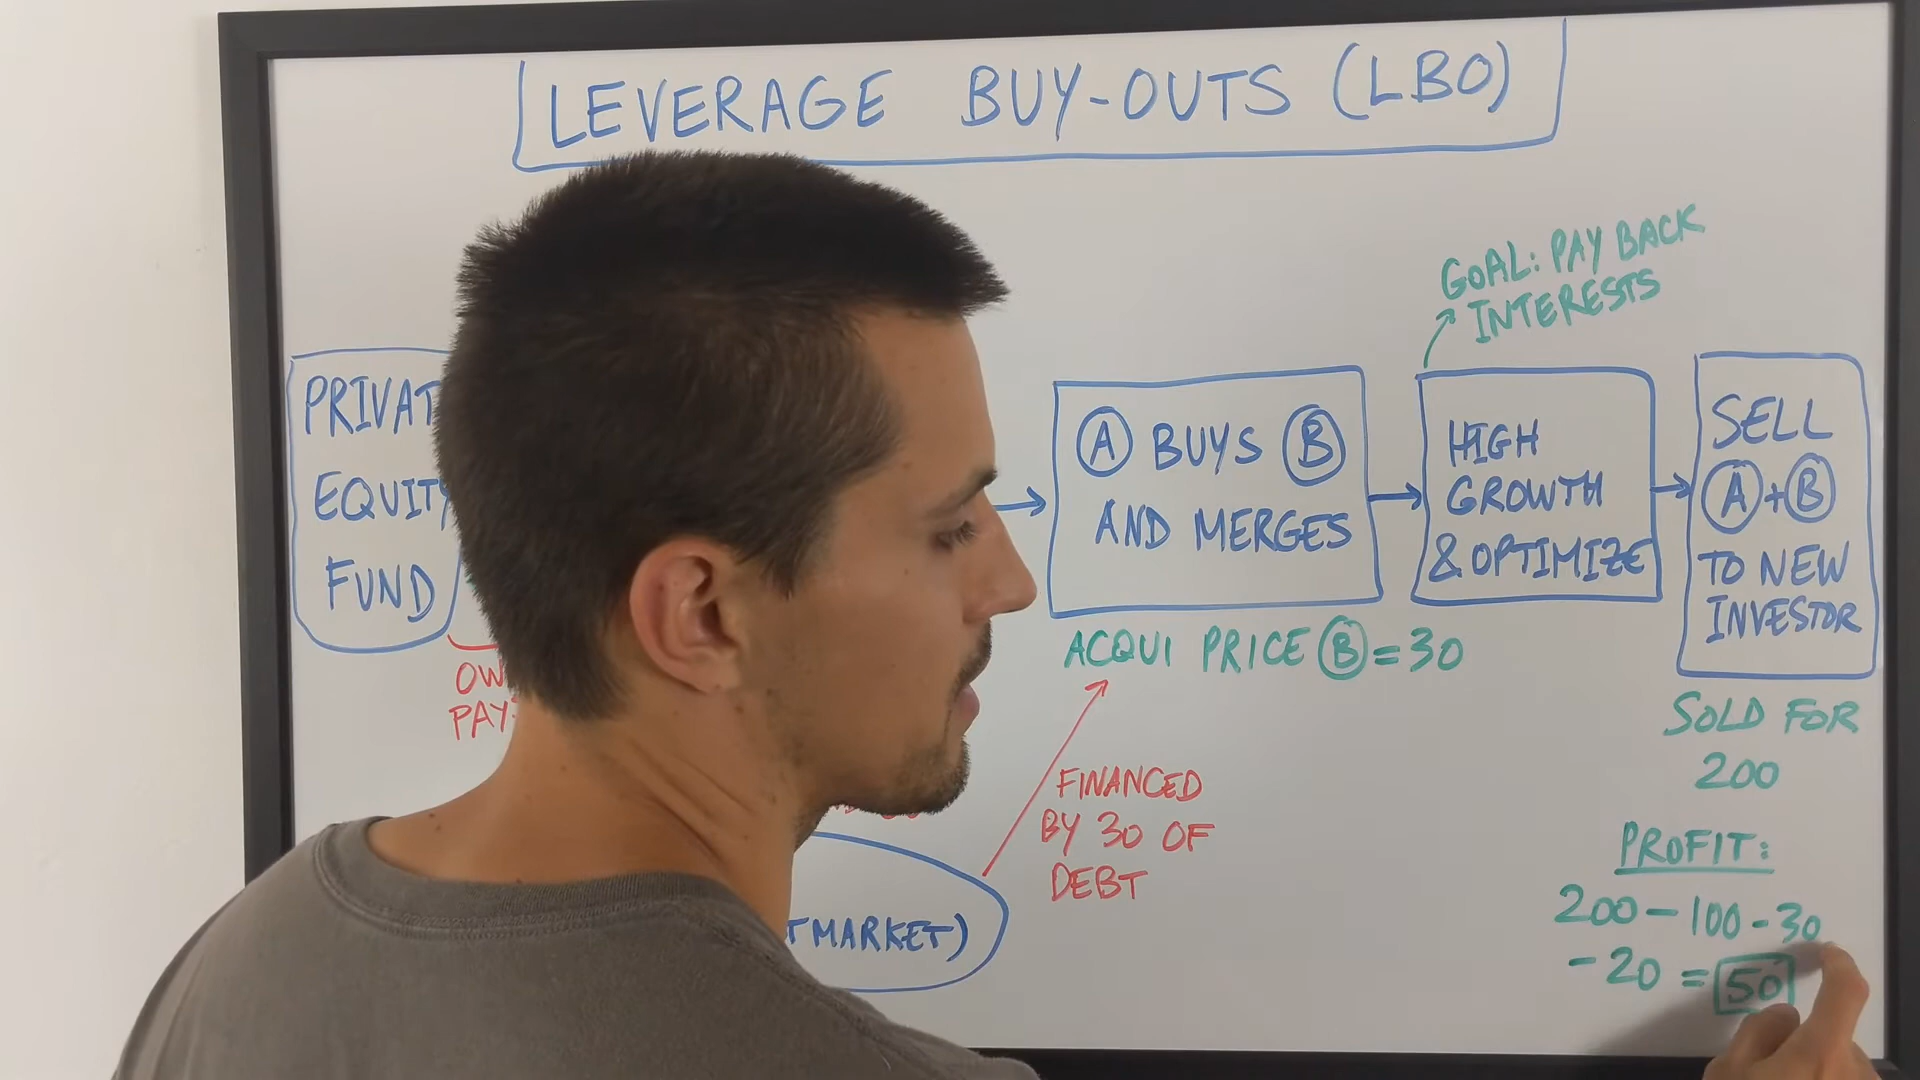 LEVERAGE BUY-OUTS (LBO)
GOAL: PAY BACK
INTERESTS
PRIVAT
EQUITY
FUND
OW
PAY
A BUYS B
AND MERGES
HIGH
GROWTH
& OPTIMIZE
SELL
A+B
TO NEW
INVESTOR
ACQUI PRICE B = 30
FINANCED
BY 30 OF
DEBT
TMARKET)
SOLD FOR
200
PROFIT:
200 - 100 - 30
- 20 = 50